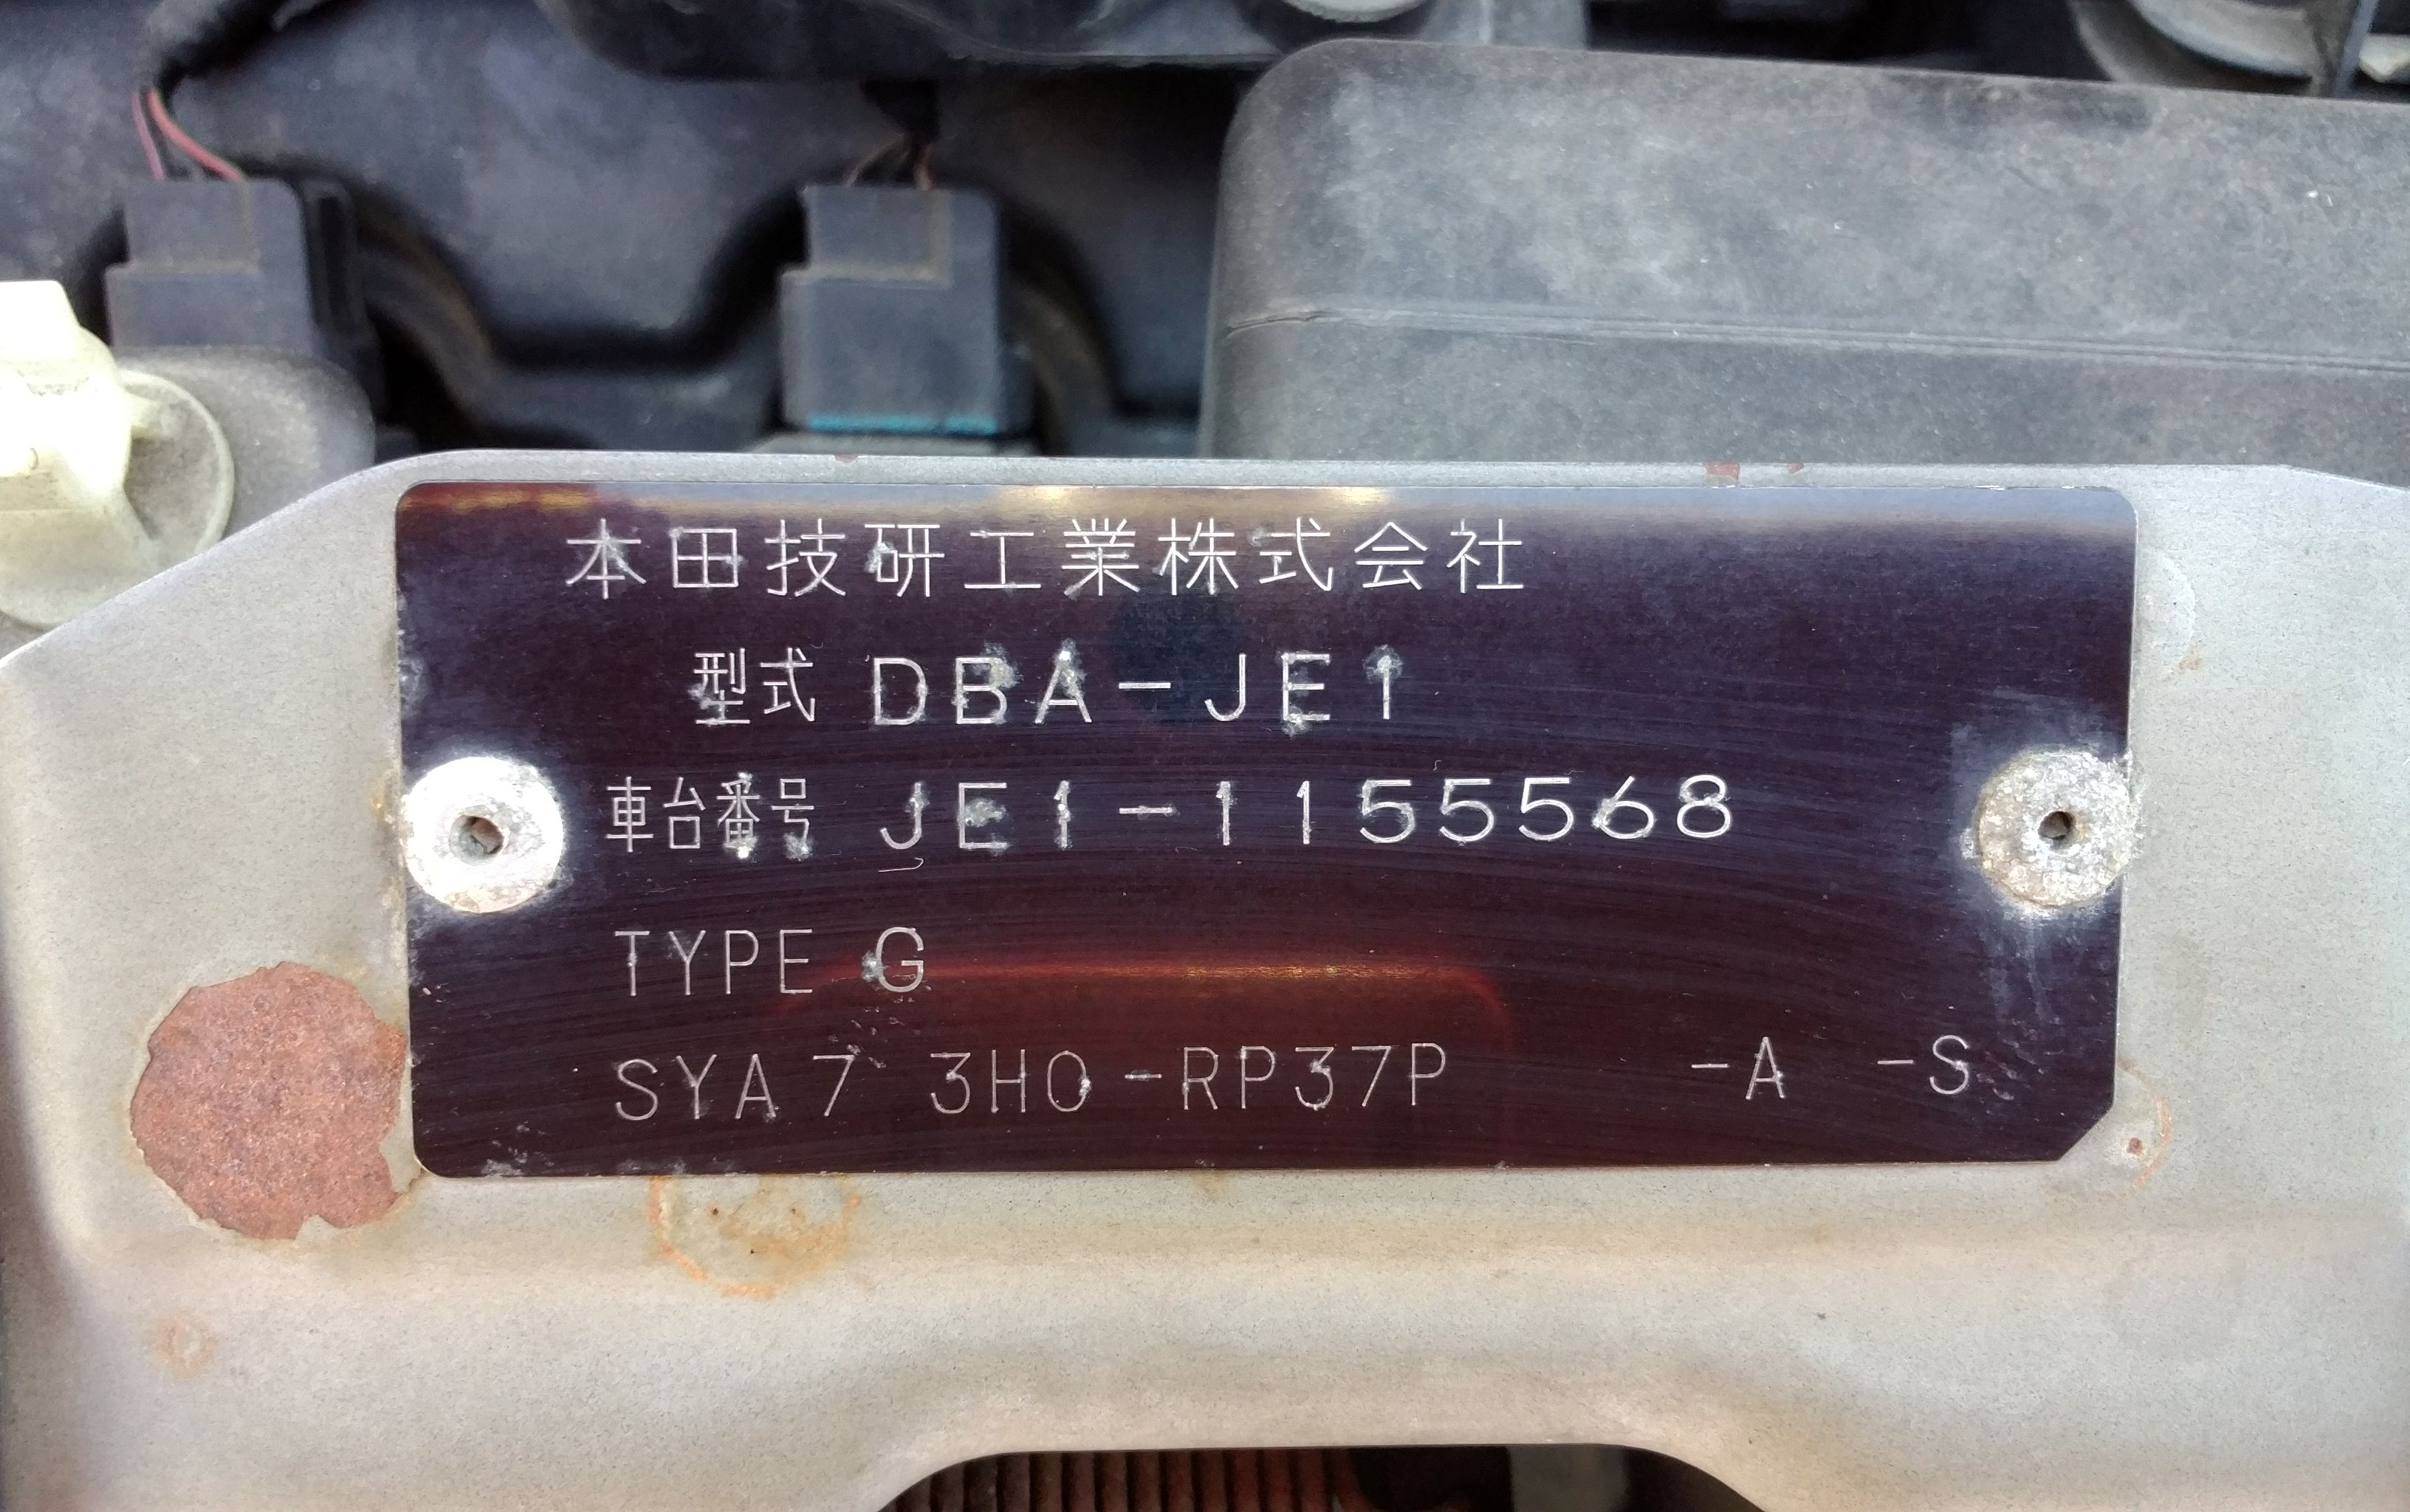 本田技研工業株式会社
型式 DBA-JE1
車台番号 JE1-1155568
TYPE G
SYA7 3H0-RP37P -A -S